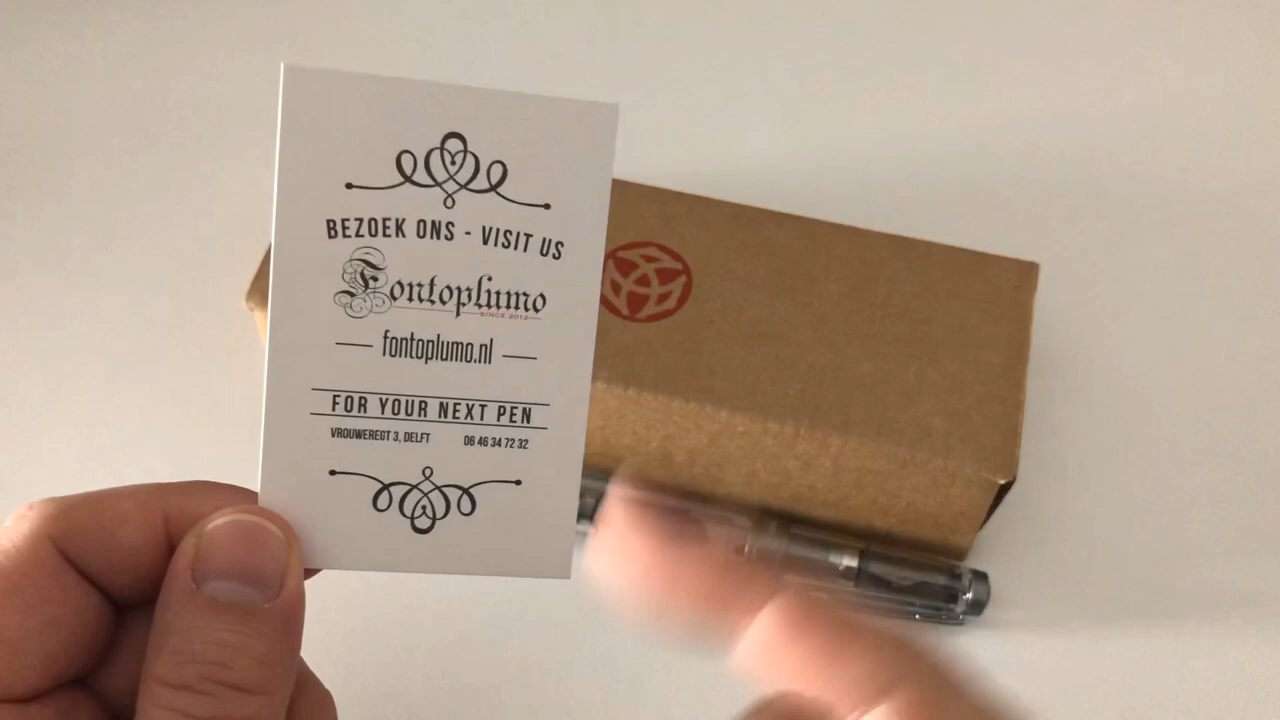 BEZOEK ONS - VISIT US
Fontoplumo
SINCE 2012
fontoplumo.nl
FOR YOUR NEXT PEN
VROUWEREGT 3, DELFT 06 46 34 72 32